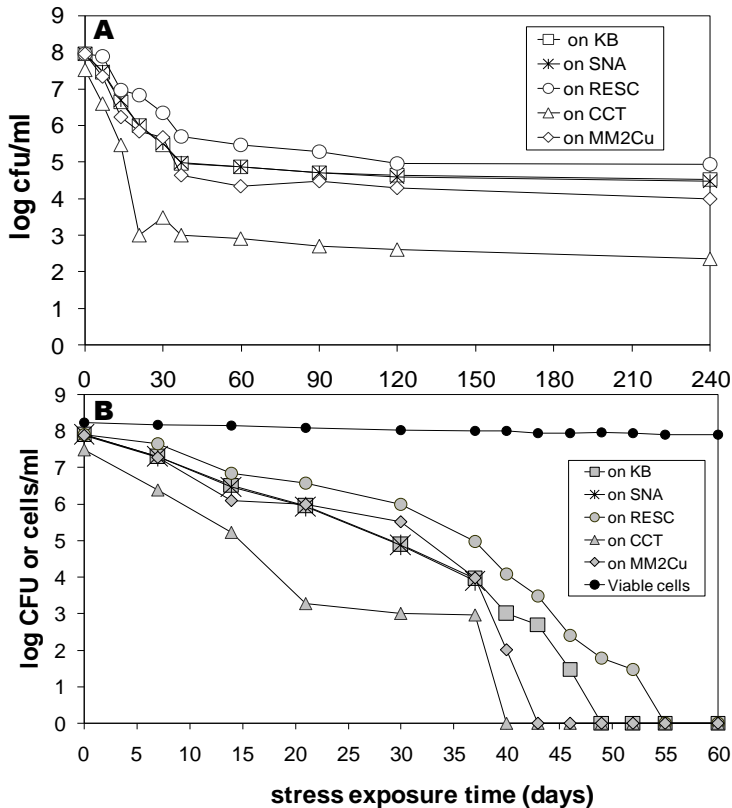 A
9
8
7
6
5
4
3
2
1
0
log cfu/ml
on KB
on SNA
on RESC
on CCT
on MM2Cu
0 30 60 90 120 150 180 210 240
B
9
8
7
6
5
4
3
2
1
0
log CFU or cells/ml
on KB
on SNA
on RESC
on CCT
on MM2Cu
Viable cells
0 5 10 15 20 25 30 35 40 45 50 55 60
stress exposure time (days)